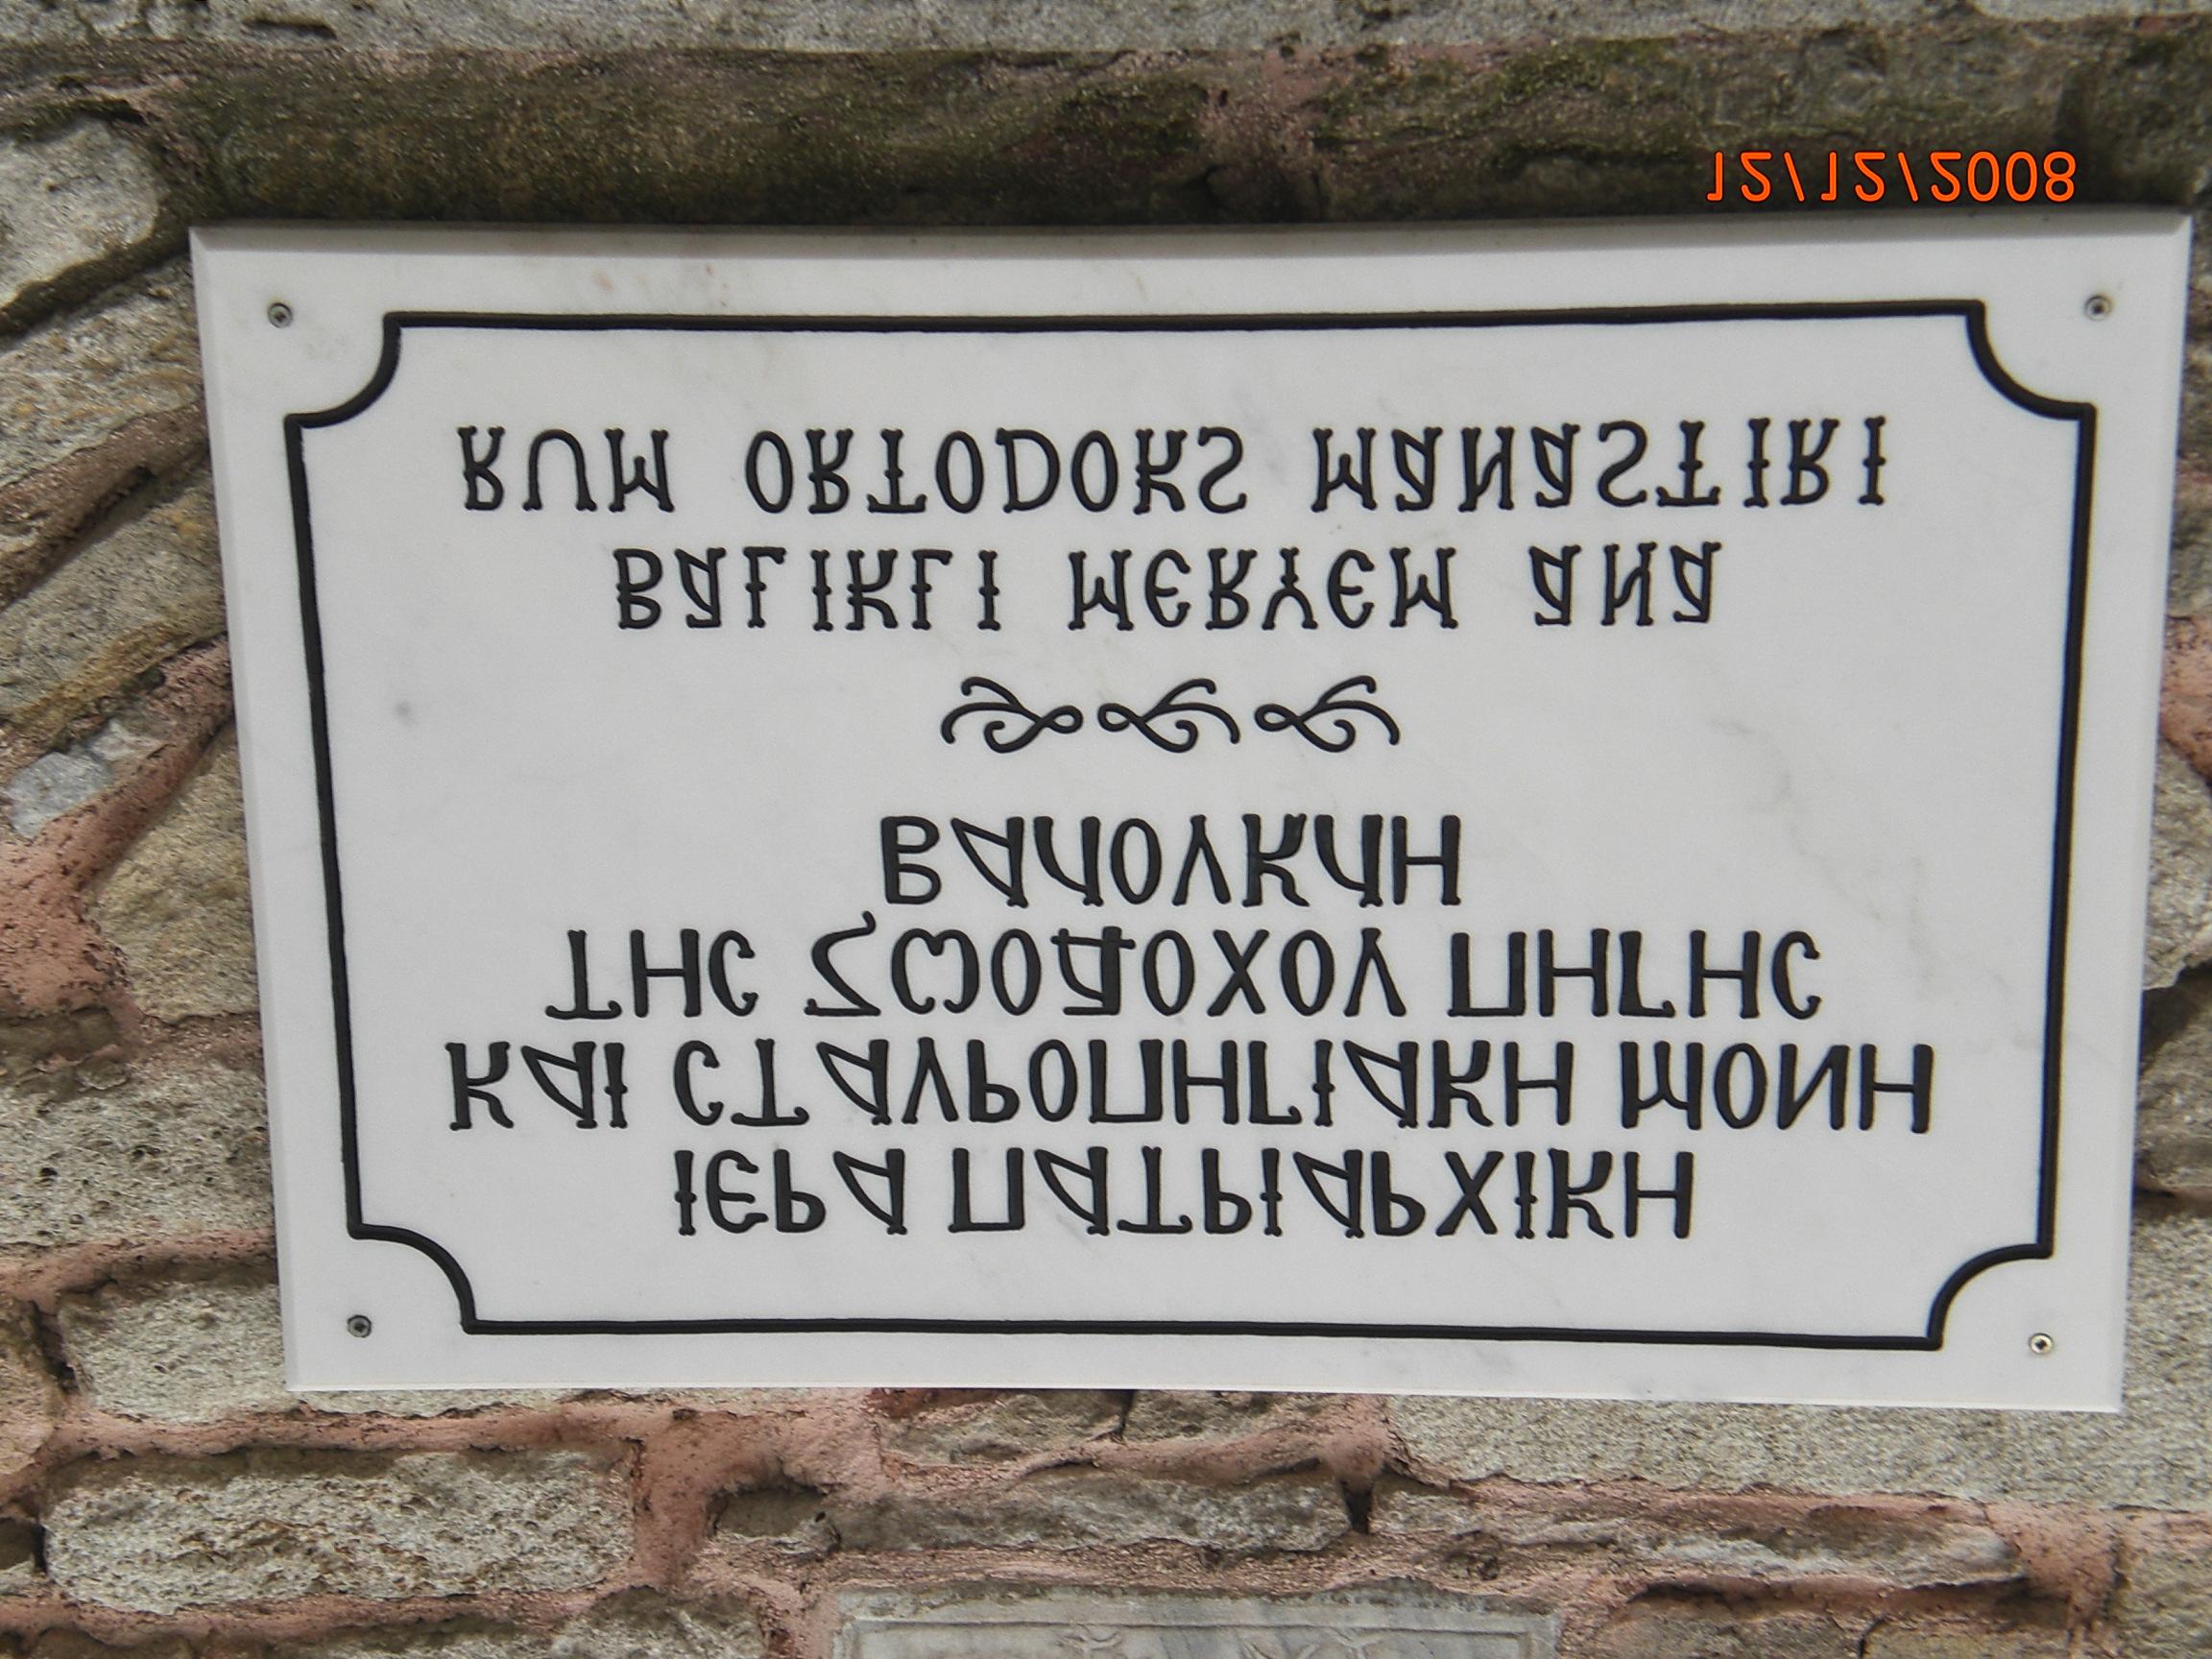 ΙΕΡΑ ΠΑΤΡΙΑΡΧΙΚΗ
ΚΑΙ ΣΤΑΥΡΟΠΗΓΙΑΚΗ ΜΟΝΗ
ΤΗΣ ΖΩΟΔΟΧΟΥ ΠΗΓΗΣ
ΒΑΛΟΥΚΛΗ
BALIKLI MERYEM ANA
RUM ORTODOKS MANASTIRI
12/12/2008